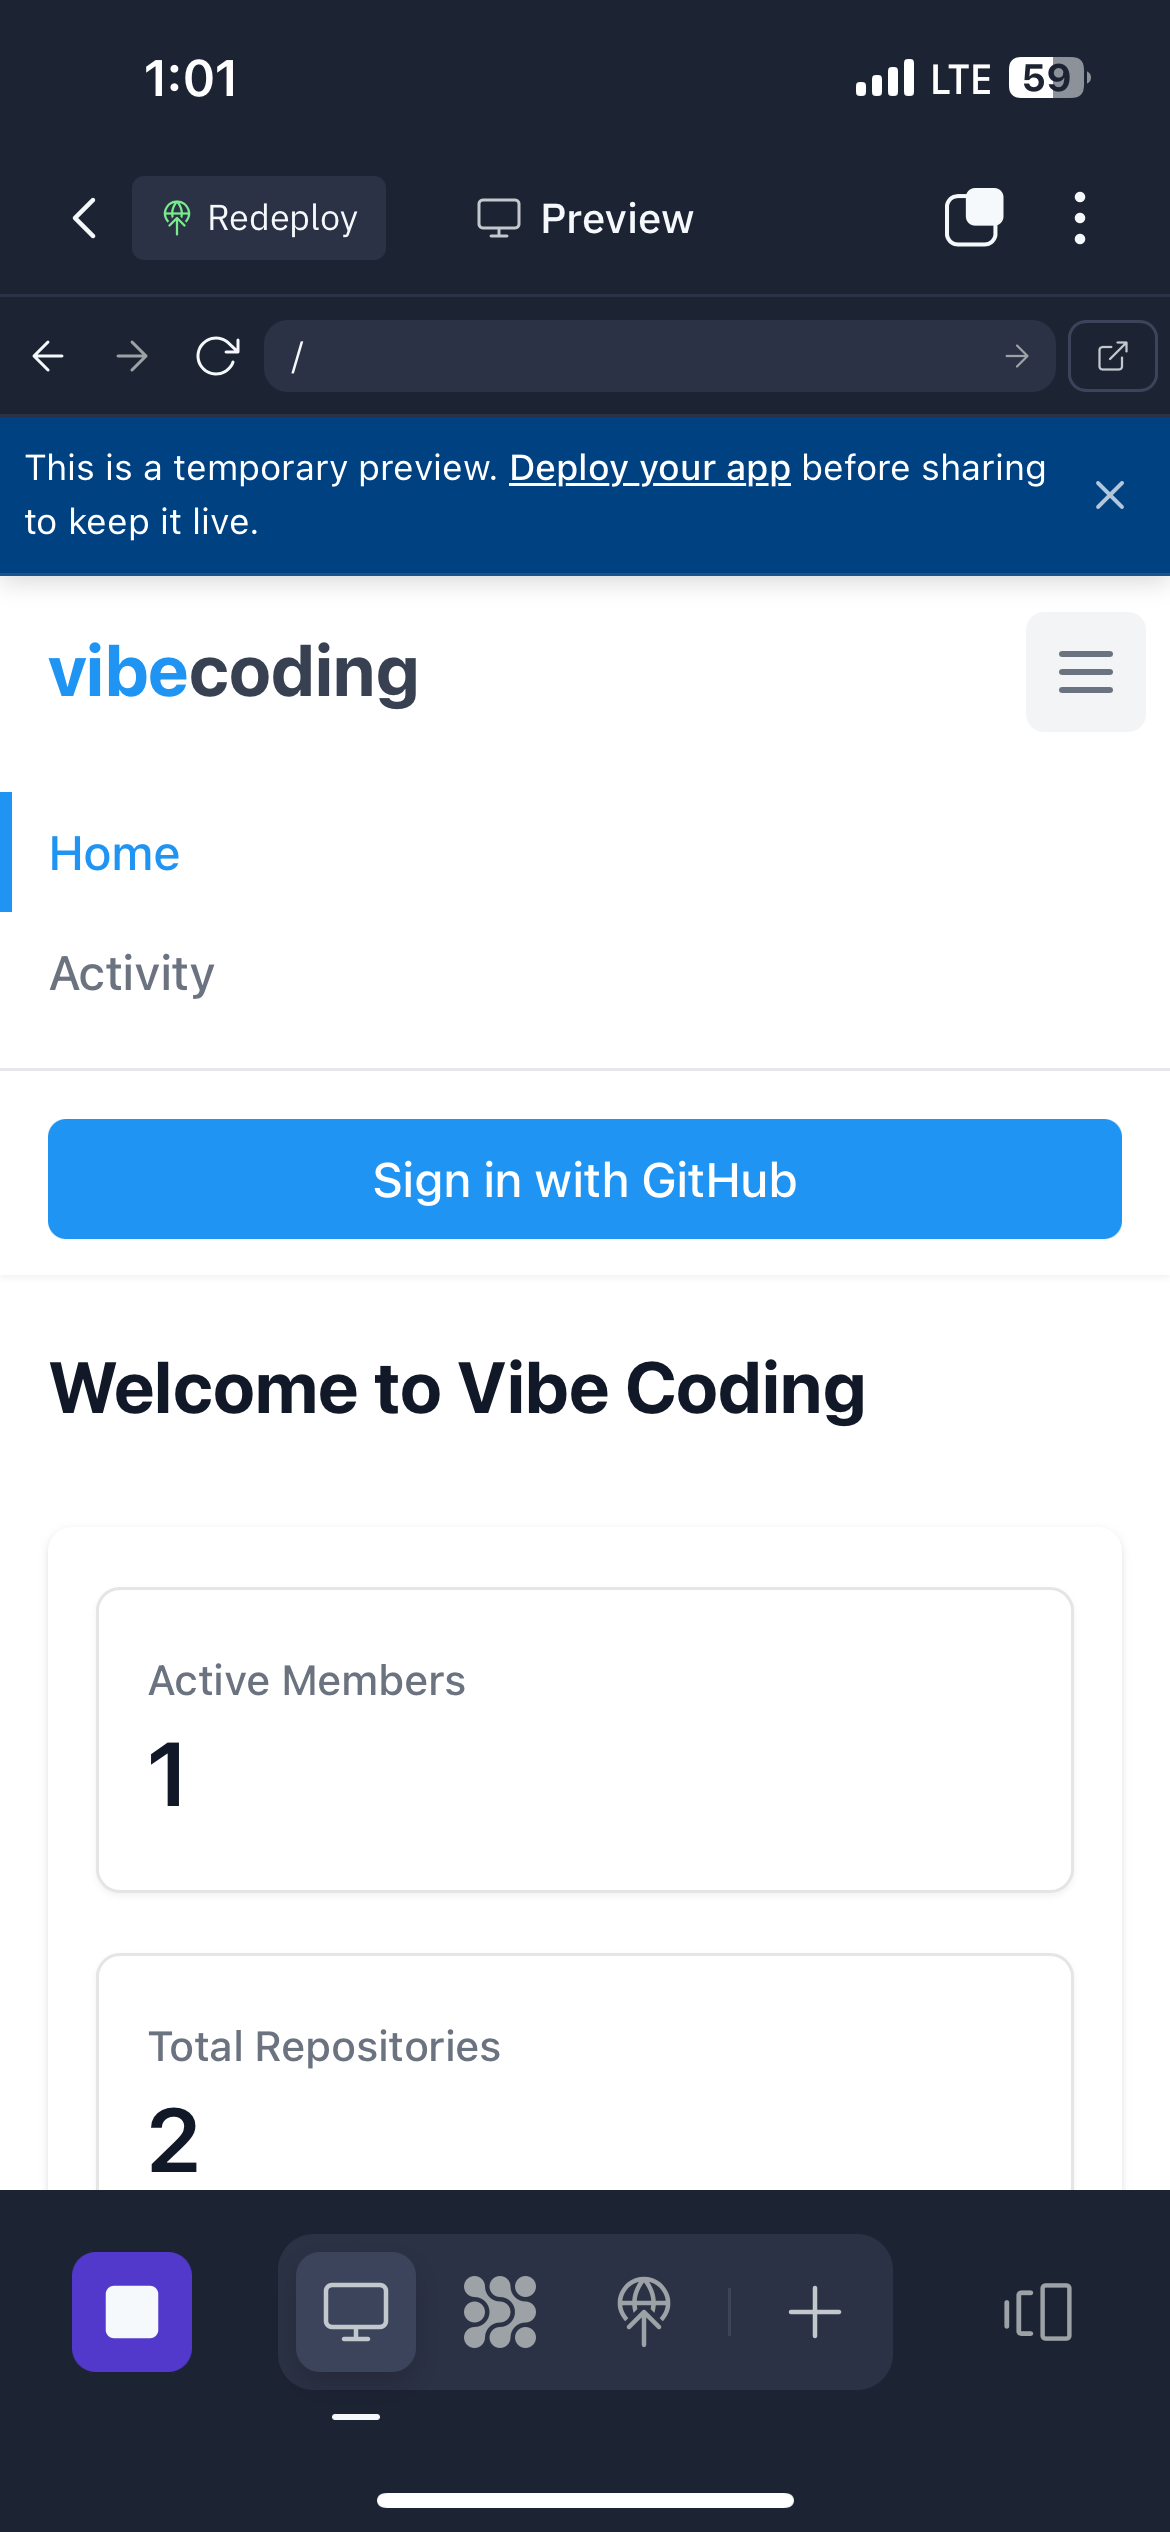 1:01
LTE
59
Redeploy
Preview
/
This is a temporary preview. Deploy your app before sharing
to keep it live.
vibecoding
Home
Activity
Sign in with GitHub
Welcome to Vibe Coding
Active Members
1
Total Repositories
2